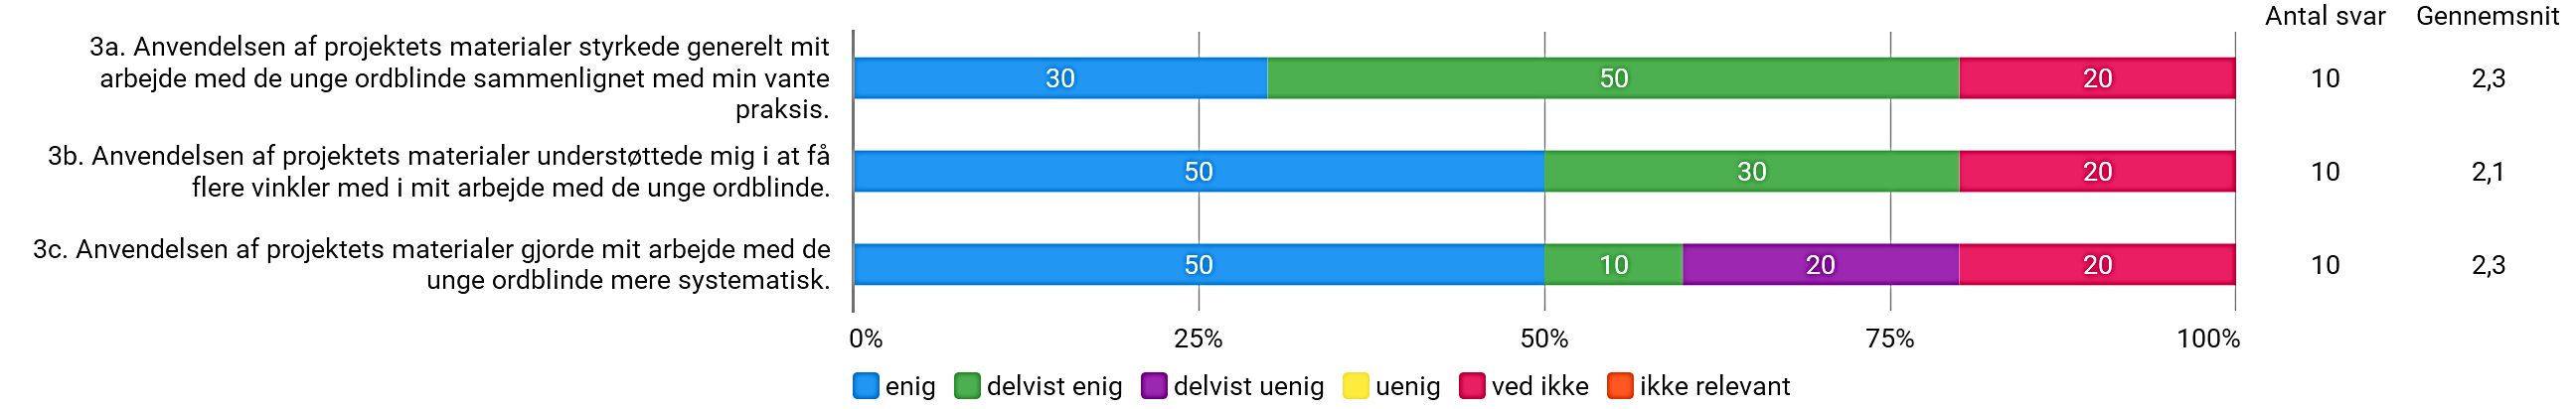 Antal svar Gennemsnit
3a. Anvendelsen af projektets materialer styrkede generelt mit
arbejde med de unge ordblinde sammenlignet med min vante
praksis.
30 50 20 10 2,3
3b. Anvendelsen af projektets materialer understøttede mig i at få
flere vinkler med i mit arbejde med de unge ordblinde.
50 30 20 10 2,1
3c. Anvendelsen af projektets materialer gjorde mit arbejde med de
unge ordblinde mere systematisk.
50 10 20 20 10 2,3
0% 25% 50% 75% 100%
enig delvist enig delvist uenig uenig ved ikke ikke relevant